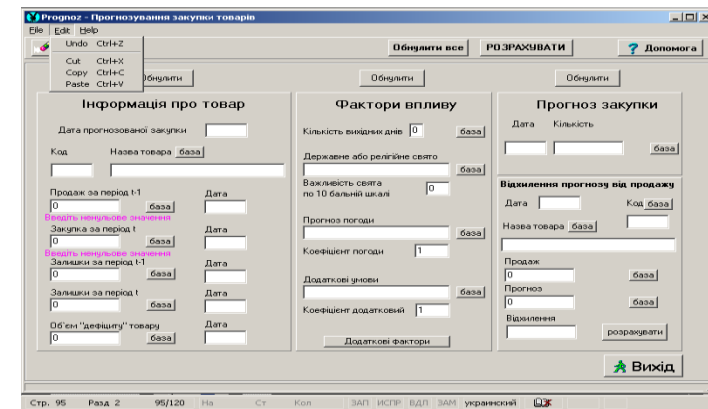 Prognoz - Прогнозування закупки товарів
File Edit Help
Undo Ctrl+Z
Cut Ctrl+X
Copy Ctrl+C
Paste Ctrl+V
Обнулити все РОЗРАХУВАТИ ? Допомога
Обнулити Обнулити Обнулити
Інформація про товар
Дата прогнозованої закупки
Код Назва товара база
Продаж за період t-1 Дата
0 база
Введіть ненульове значення
Закупка за період t Дата
0 база
Введіть ненульове значення
Залишки за період t-1 Дата
0 база
Залишки за період t Дата
0 база
Об'єм "дефіциту" товару Дата
0 база
Фактори впливу
Кількість вихідних днів 0 база
Державне або релігійне свято
база
Важливість свята
по 10 бальній шкалі 0
Прогноз погоди
база
Коефіцієнт погоди 1
Додаткові умови
база
Коефіцієнт додатковий 1
Додаткові фактори
Прогноз закупки
Дата Кількість
база
Відхилення прогнозу від продажу
Дата Код база
Назва товара база
Продаж
0 база
Прогноз
0 база
Відхилення
розрахувати
Вихід
Стр. 95 Разд 2 95/120 На Ст Кол ЗАП ИСПР ВДЛ ЗАМ украинский